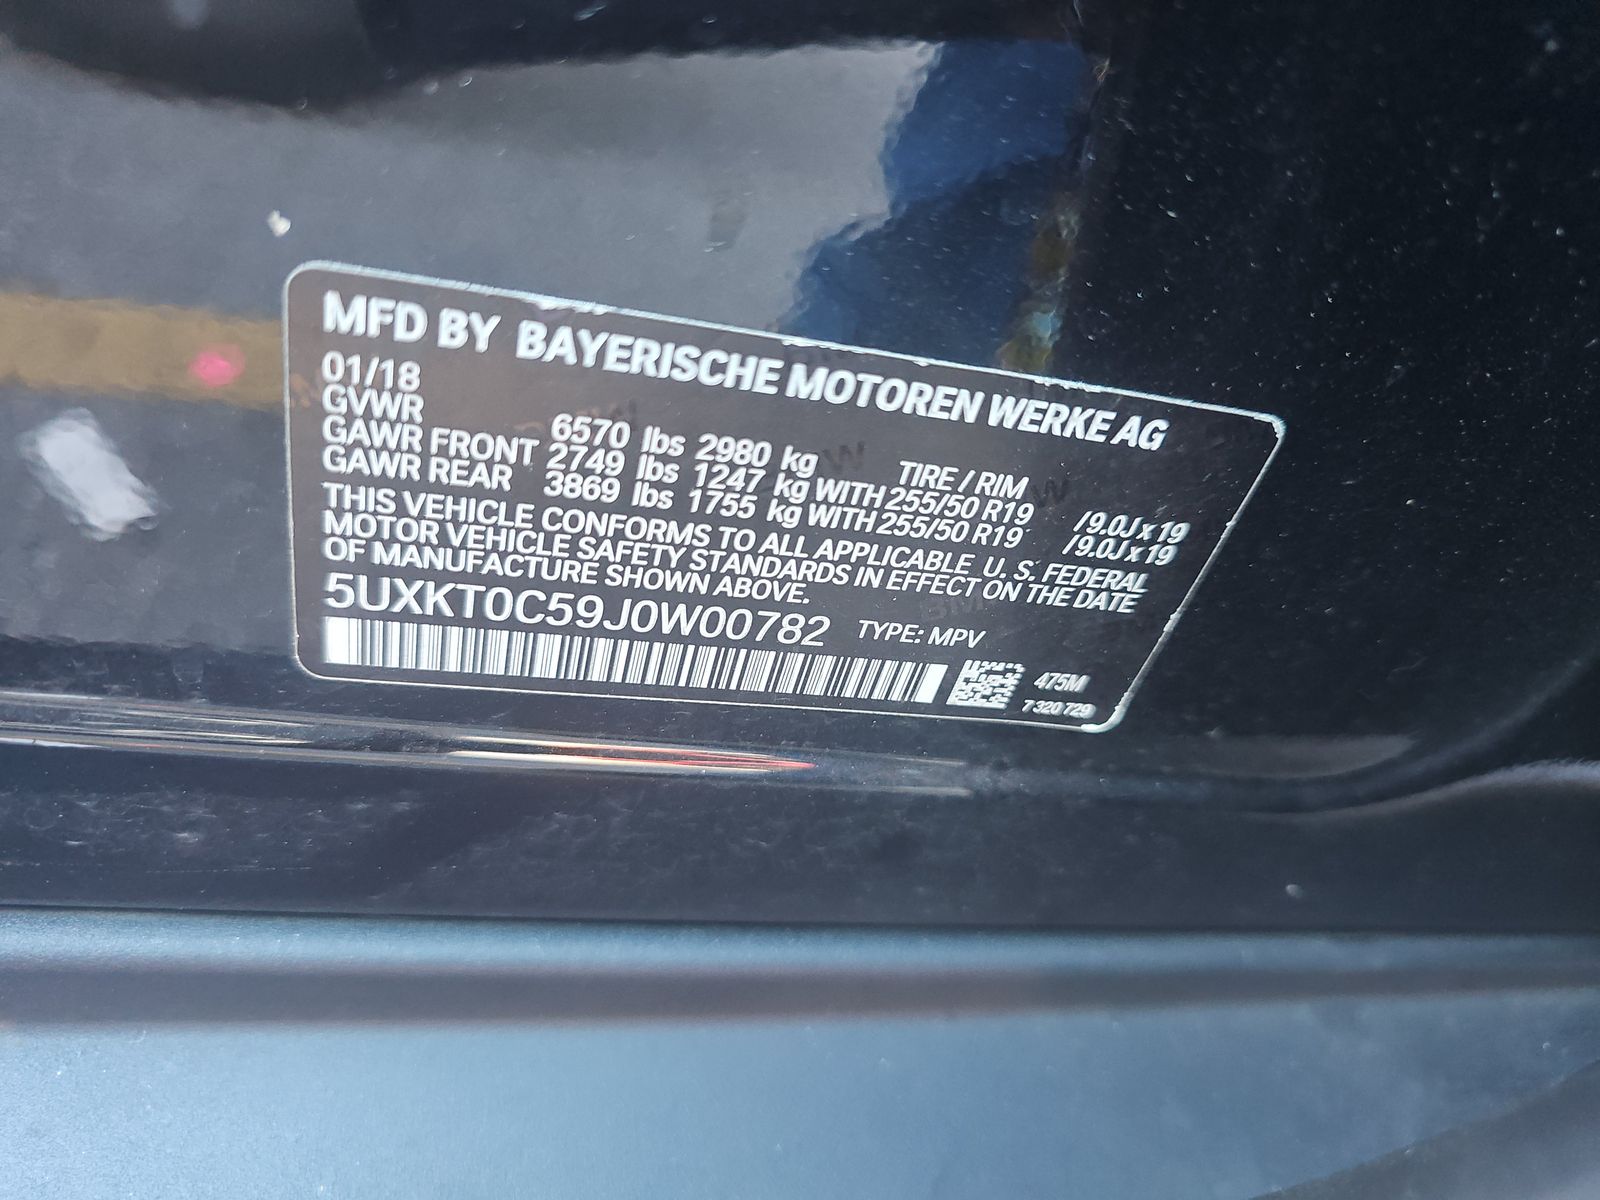 MFD BY BAYERISCHE MOTOREN WERKE AG
01/18
GVWR 6570 lbs 2980 kg TIRE / RIM
GAWR FRONT 2749 lbs 1247 kg WITH 255/50 R19 / 9.0J x 19
GAWR REAR 3869 lbs 1755 kg WITH 255/50 R19 / 9.0J x 19
THIS VEHICLE CONFORMS TO ALL APPLICABLE U. S. FEDERAL
MOTOR VEHICLE SAFETY STANDARDS IN EFFECT ON THE DATE
OF MANUFACTURE SHOWN ABOVE.
5UXKT0C59J0W00782 TYPE: MPV
475M
7 320 729